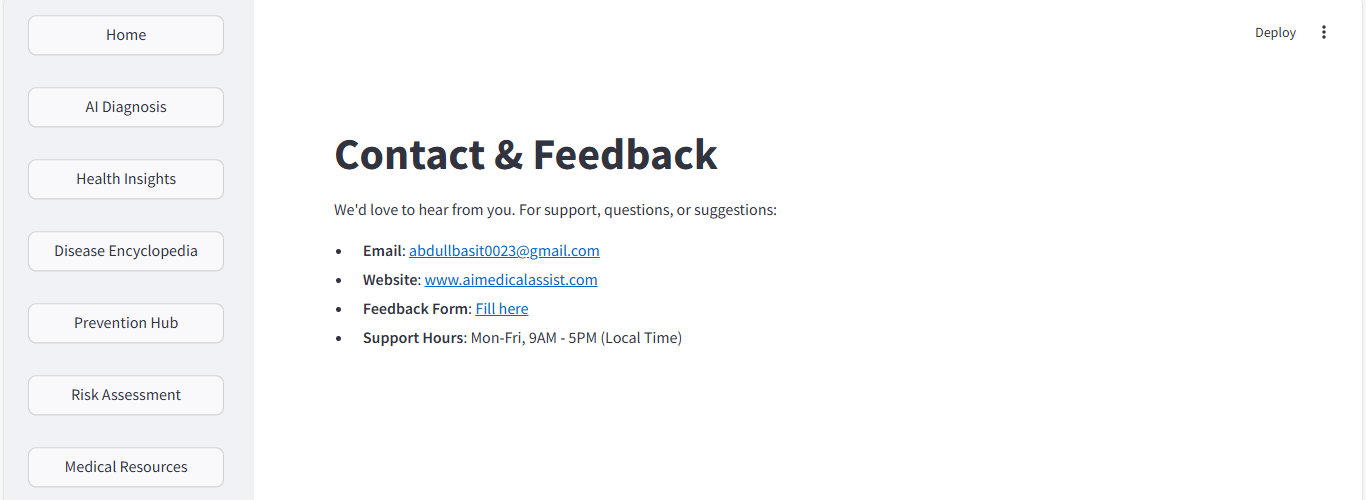 Home
AI Diagnosis
Health Insights
Disease Encyclopedia
Prevention Hub
Risk Assessment
Medical Resources
Deploy
Contact & Feedback
We'd love to hear from you. For support, questions, or suggestions:
• Email: abdullbasit0023@gmail.com
• Website: www.aimedicalassist.com
• Feedback Form: Fill here
• Support Hours: Mon-Fri, 9AM - 5PM (Local Time)